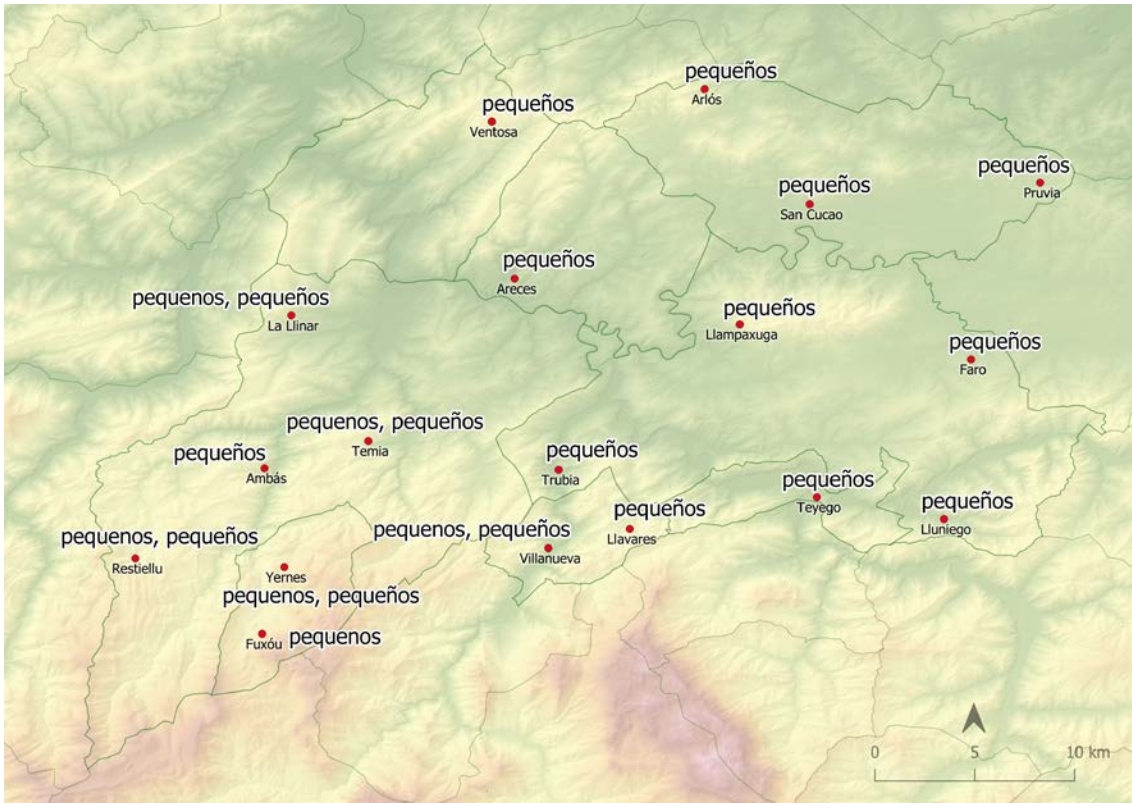 pequeños
Arlós
pequeños
Ventosa
pequeños
Pruvia
pequeños
San Cucao
pequeños
Areces
pequenos, pequeños
La Llinar
pequeños
Llampaxuga
pequeños
Faro
pequenos, pequeños
Temia
pequeños
Ambás
pequeños
Trubia
pequeños
Teyego
pequeños
Lluniego
pequeños
Llavares
pequenos, pequeños
Villanueva
pequenos, pequeños
Restiellu
Yernes
pequenos, pequeños
Fuxóu pequenos
0 5 10 km